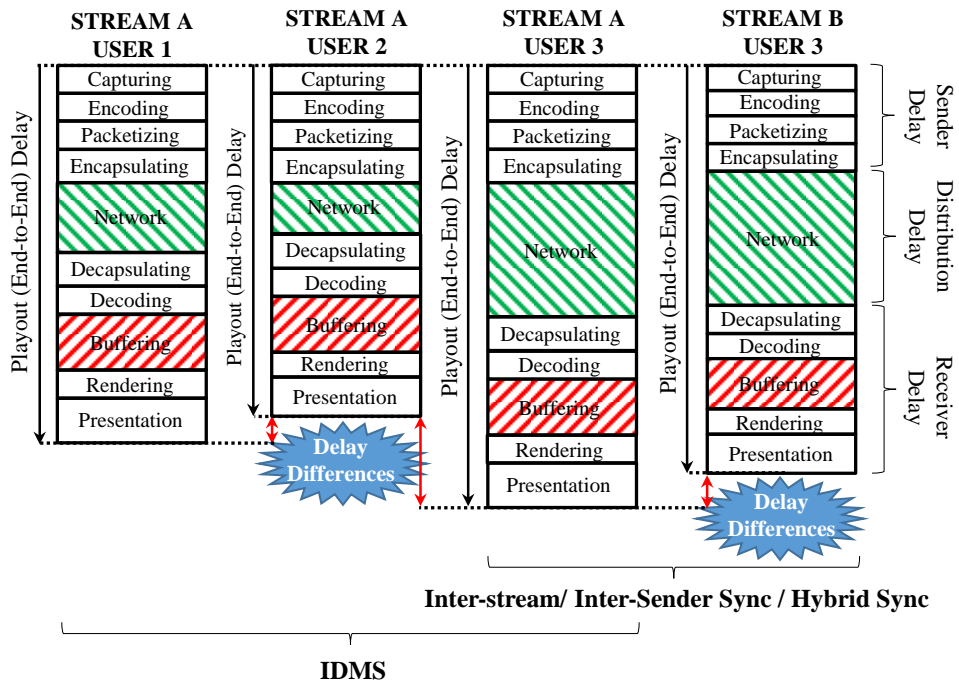 STREAM A
USER 1
STREAM A
USER 2
STREAM A
USER 3
STREAM B
USER 3
Playout (End-to-End) Delay
Capturing
Encoding
Packetizing
Encapsulating
Network
Decapsulating
Decoding
Buffering
Rendering
Presentation
Playout (End-to-End) Delay
Capturing
Encoding
Packetizing
Encapsulating
Network
Decapsulating
Decoding
Buffering
Rendering
Presentation
Delay
Differences
Playout (End-to-End) Delay
Capturing
Encoding
Packetizing
Encapsulating
Network
Decapsulating
Decoding
Buffering
Rendering
Presentation
Playout (End-to-End) Delay
Capturing
Encoding
Packetizing
Encapsulating
Network
Decapsulating
Decoding
Buffering
Rendering
Presentation
Delay
Differences
Sender
Delay
Distribution
Delay
Receiver
Delay
Inter-stream/ Inter-Sender Sync / Hybrid Sync
IDMS